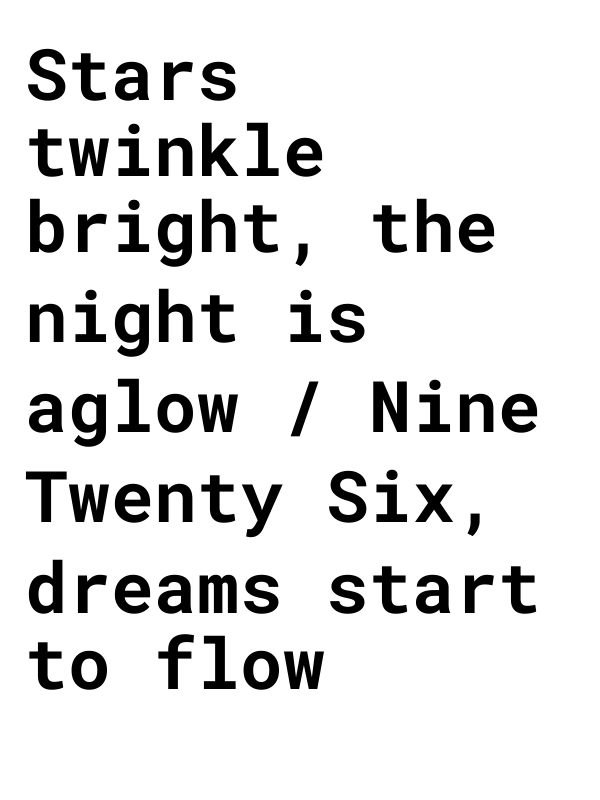 Stars
twinkle
bright, the
night is
aglow / Nine
Twenty Six,
dreams start
to flow